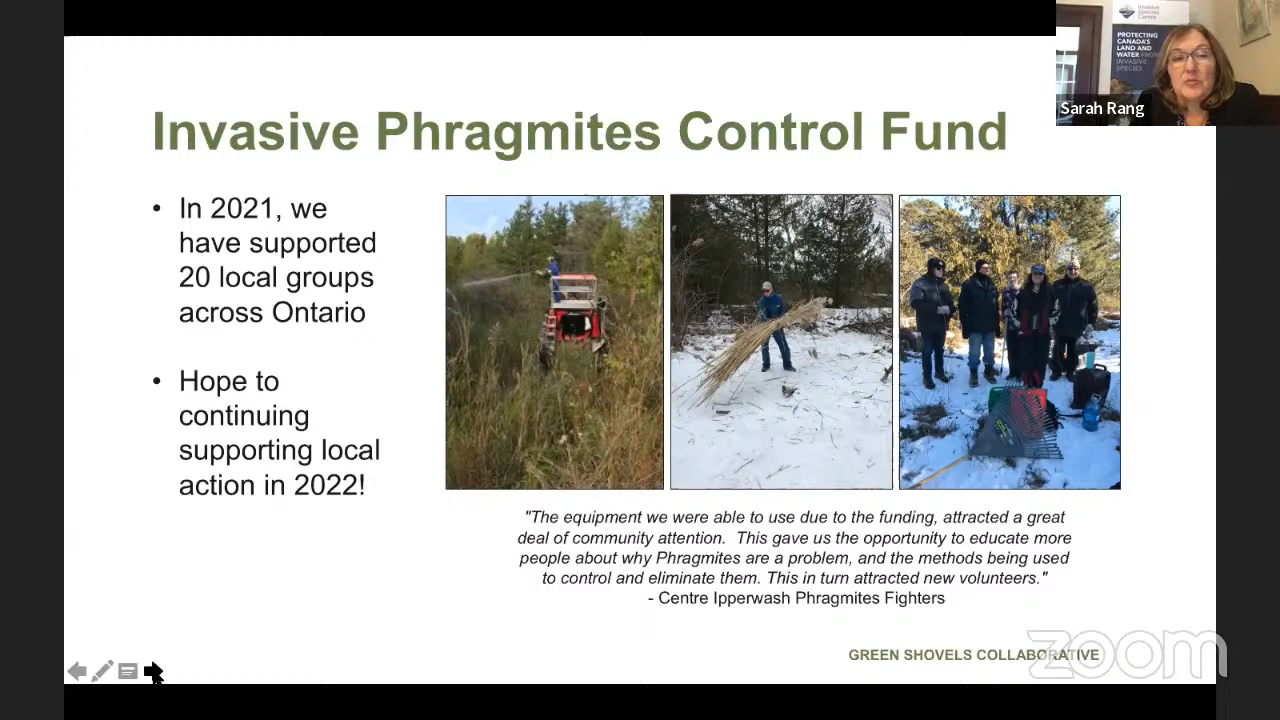 Invasive
Species
Centre
PROTECTING
CANADA'S
LAND AND
WATER FROM
INVASIVE
SPECIES
Sarah Rang
Invasive Phragmites Control Fund
• In 2021, we
have supported
20 local groups
across Ontario
• Hope to
continuing
supporting local
action in 2022!
"The equipment we were able to use due to the funding, attracted a great
deal of community attention. This gave us the opportunity to educate more
people about why Phragmites are a problem, and the methods being used
to control and eliminate them. This in turn attracted new volunteers."
- Centre Ipperwash Phragmites Fighters
GREEN SHOVELS COLLABORATIVE
zoom